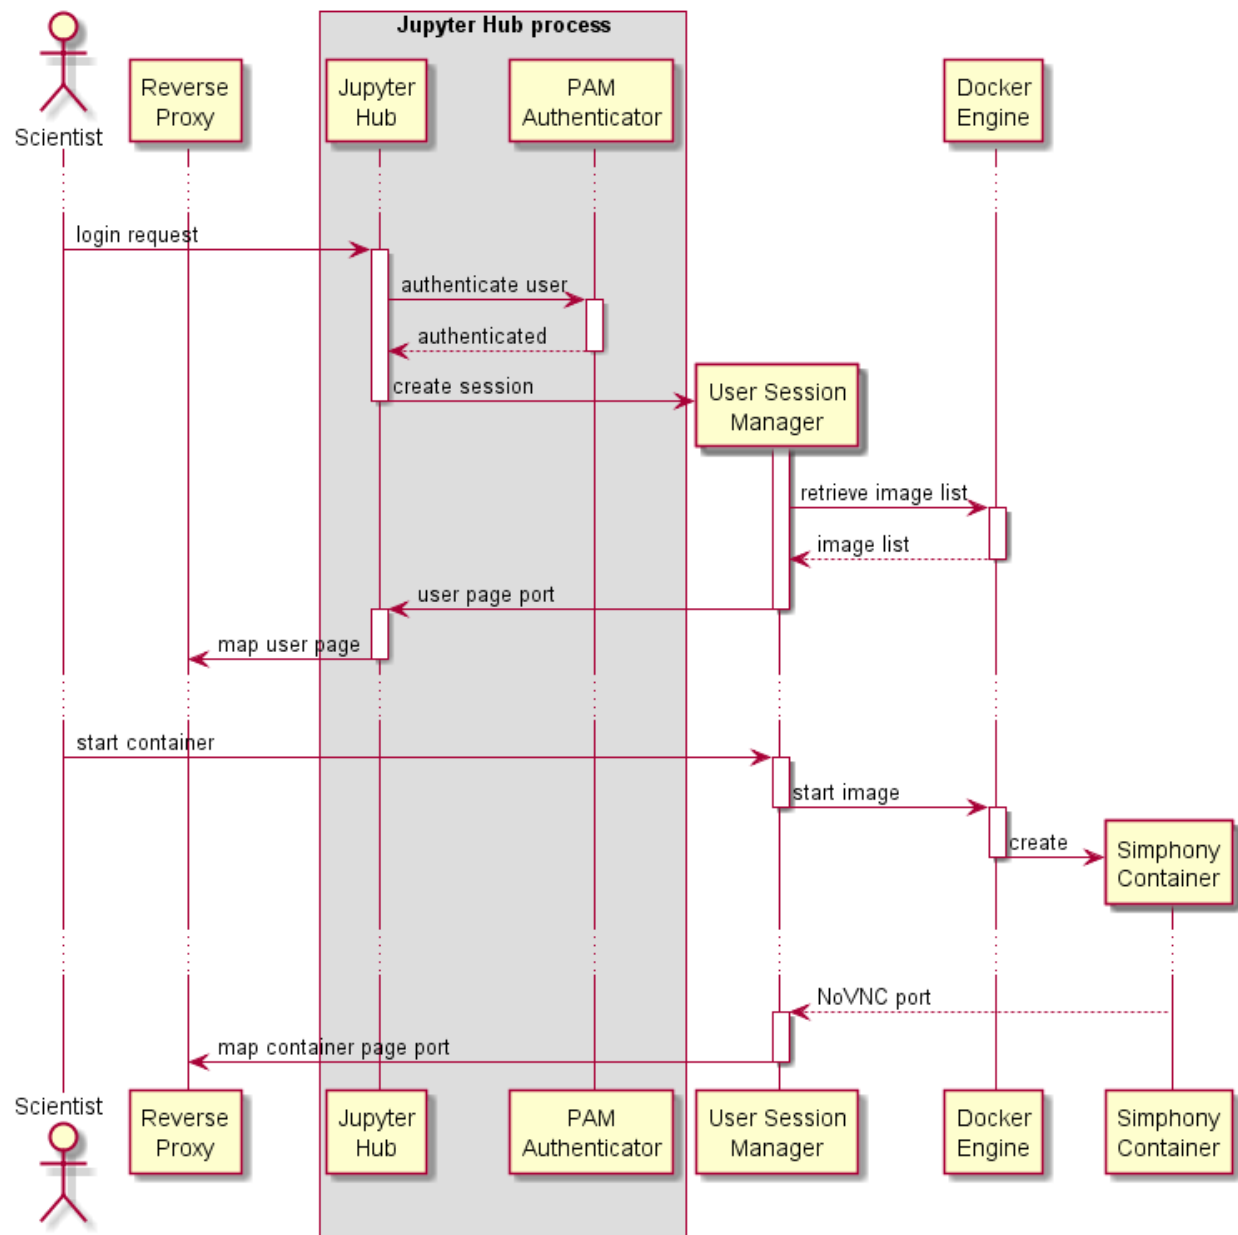 Jupyter Hub process
Scientist
Reverse
Proxy
Jupyter
Hub
PAM
Authenticator
Docker
Engine
login request
authenticate user
authenticated
create session
User Session
Manager
retrieve image list
image list
user page port
map user page
start container
start image
create
Simphony
Container
NoVNC port
map container page port
Scientist
Reverse
Proxy
Jupyter
Hub
PAM
Authenticator
User Session
Manager
Docker
Engine
Simphony
Container